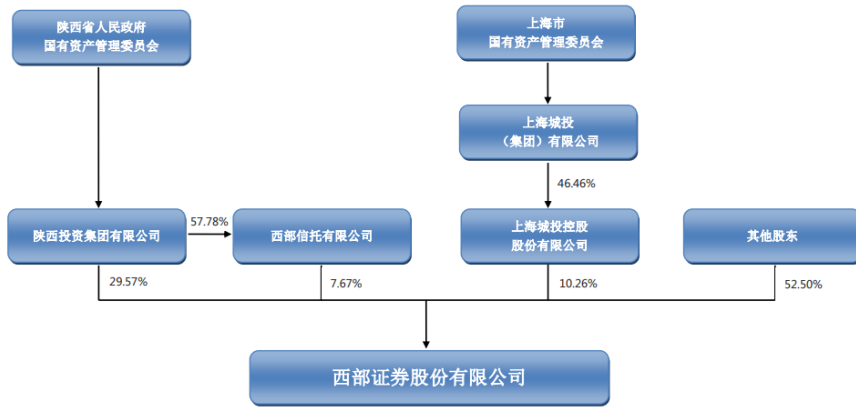 陕西省人民政府
国有资产管理委员会
上海市
国有资产管理委员会
上海城投
（集团）有限公司
46.46%
陕西投资集团有限公司
57.78%
西部信托有限公司
上海城投控股
股份有限公司
其他股东
29.57%
7.67%
10.26%
52.50%
西部证券股份有限公司